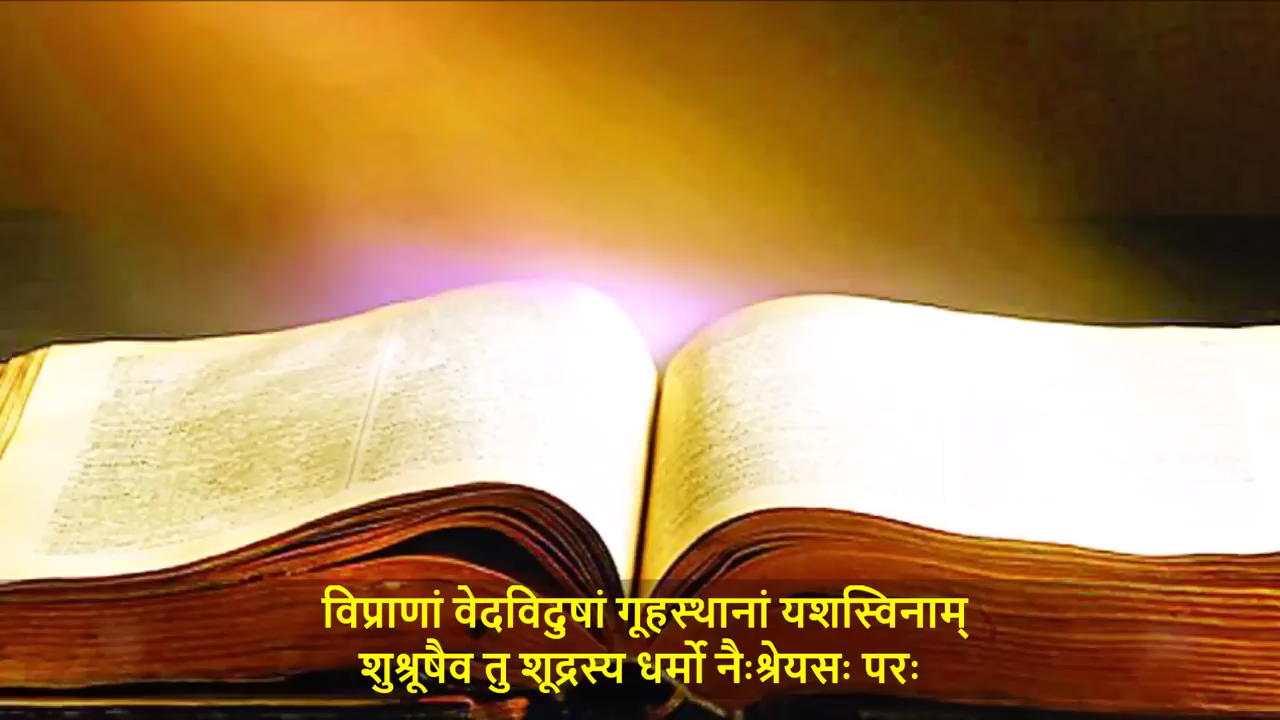 विप्राणां वेदविदुषां गूहस्थानां यशस्विनाम्
शुश्रूषैव तु शूद्रस्य धर्मो नैःश्रेयसः परः